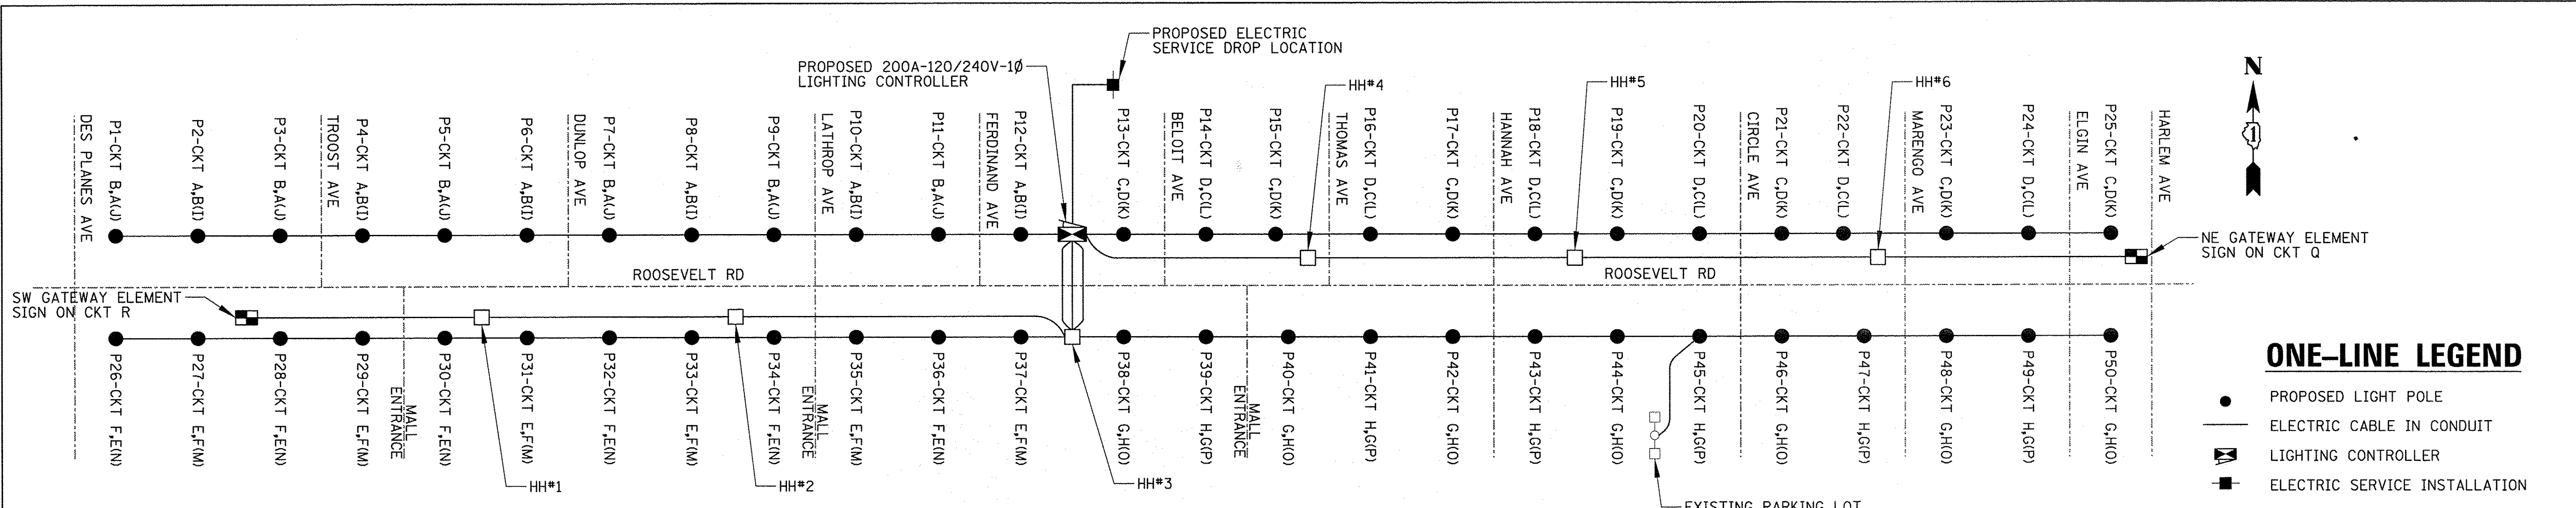 PROPOSED ELECTRIC
SERVICE DROP LOCATION
PROPOSED 200A-120/240V-1Ø
LIGHTING CONTROLLER
HH#4
HH#5
HH#6
N
1
DES PLANES AVE
P1-CKT B,A(J)
P2-CKT A,B(I)
P3-CKT B,A(J)
TROOST AVE
P4-CKT A,B(I)
P5-CKT B,A(J)
P6-CKT A,B(I)
DUNLOP AVE
P7-CKT B,A(J)
P8-CKT A,B(I)
P9-CKT B,A(J)
LATHROP AVE
P10-CKT A,B(I)
P11-CKT B,A(J)
FERDINAND AVE
P12-CKT A,B(I)
P13-CKT C,D(K)
BELOIT AVE
P14-CKT D,C(L)
P15-CKT C,D(K)
THOMAS AVE
P16-CKT D,C(L)
P17-CKT C,D(K)
HANNAH AVE
P18-CKT D,C(L)
P19-CKT C,D(K)
P20-CKT D,C(L)
CIRCLE AVE
P21-CKT C,D(K)
P22-CKT D,C(L)
MARENGO AVE
P23-CKT C,D(K)
P24-CKT D,C(L)
ELGIN AVE
P25-CKT C,D(K)
HARLEM AVE
NE GATEWAY ELEMENT
SIGN ON CKT Q
ROOSEVELT RD
ROOSEVELT RD
SW GATEWAY ELEMENT
SIGN ON CKT R
P26-CKT F,E(N)
P27-CKT E,F(M)
P28-CKT F,E(N)
P29-CKT E,F(M)
MALL
ENTRANCE
P30-CKT F,E(N)
P31-CKT E,F(M)
P32-CKT F,E(N)
P33-CKT E,F(M)
P34-CKT F,E(N)
MALL
ENTRANCE
P35-CKT E,F(M)
P36-CKT F,E(N)
P37-CKT E,F(M)
P38-CKT G,H(O)
P39-CKT H,G(P)
MALL
ENTRANCE
P40-CKT G,H(O)
P41-CKT H,G(P)
P42-CKT G,H(O)
P43-CKT H,G(P)
P44-CKT G,H(O)
P45-CKT H,G(P)
P46-CKT G,H(O)
P47-CKT H,G(P)
P48-CKT G,H(O)
P49-CKT H,G(P)
P50-CKT G,H(O)
HH#1
HH#2
HH#3
EXISTING PARKING LOT
ONE-LINE LEGEND
PROPOSED LIGHT POLE
ELECTRIC CABLE IN CONDUIT
LIGHTING CONTROLLER
ELECTRIC SERVICE INSTALLATION